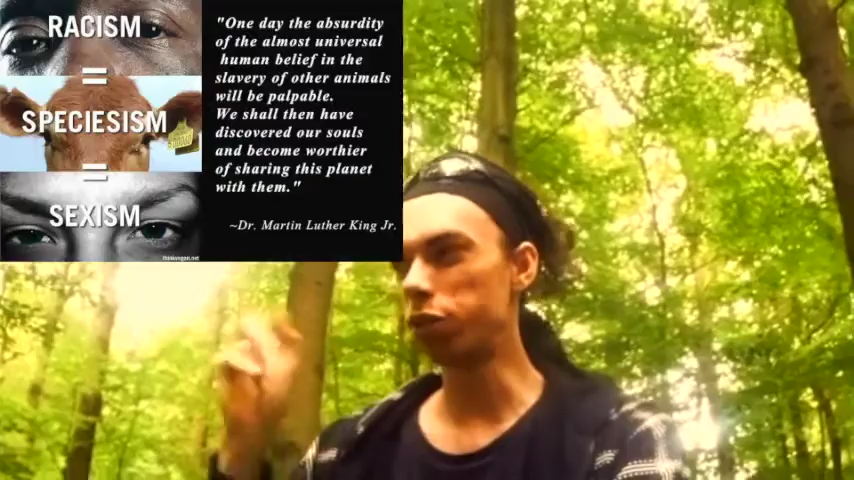 RACISM
=
SPECIESISM
=
SEXISM
thinkvegan.net
"One day the absurdity
of the almost universal
human belief in the
slavery of other animals
will be palpable.
We shall then have
discovered our souls
and become worthier
of sharing this planet
with them."
~Dr. Martin Luther King Jr.